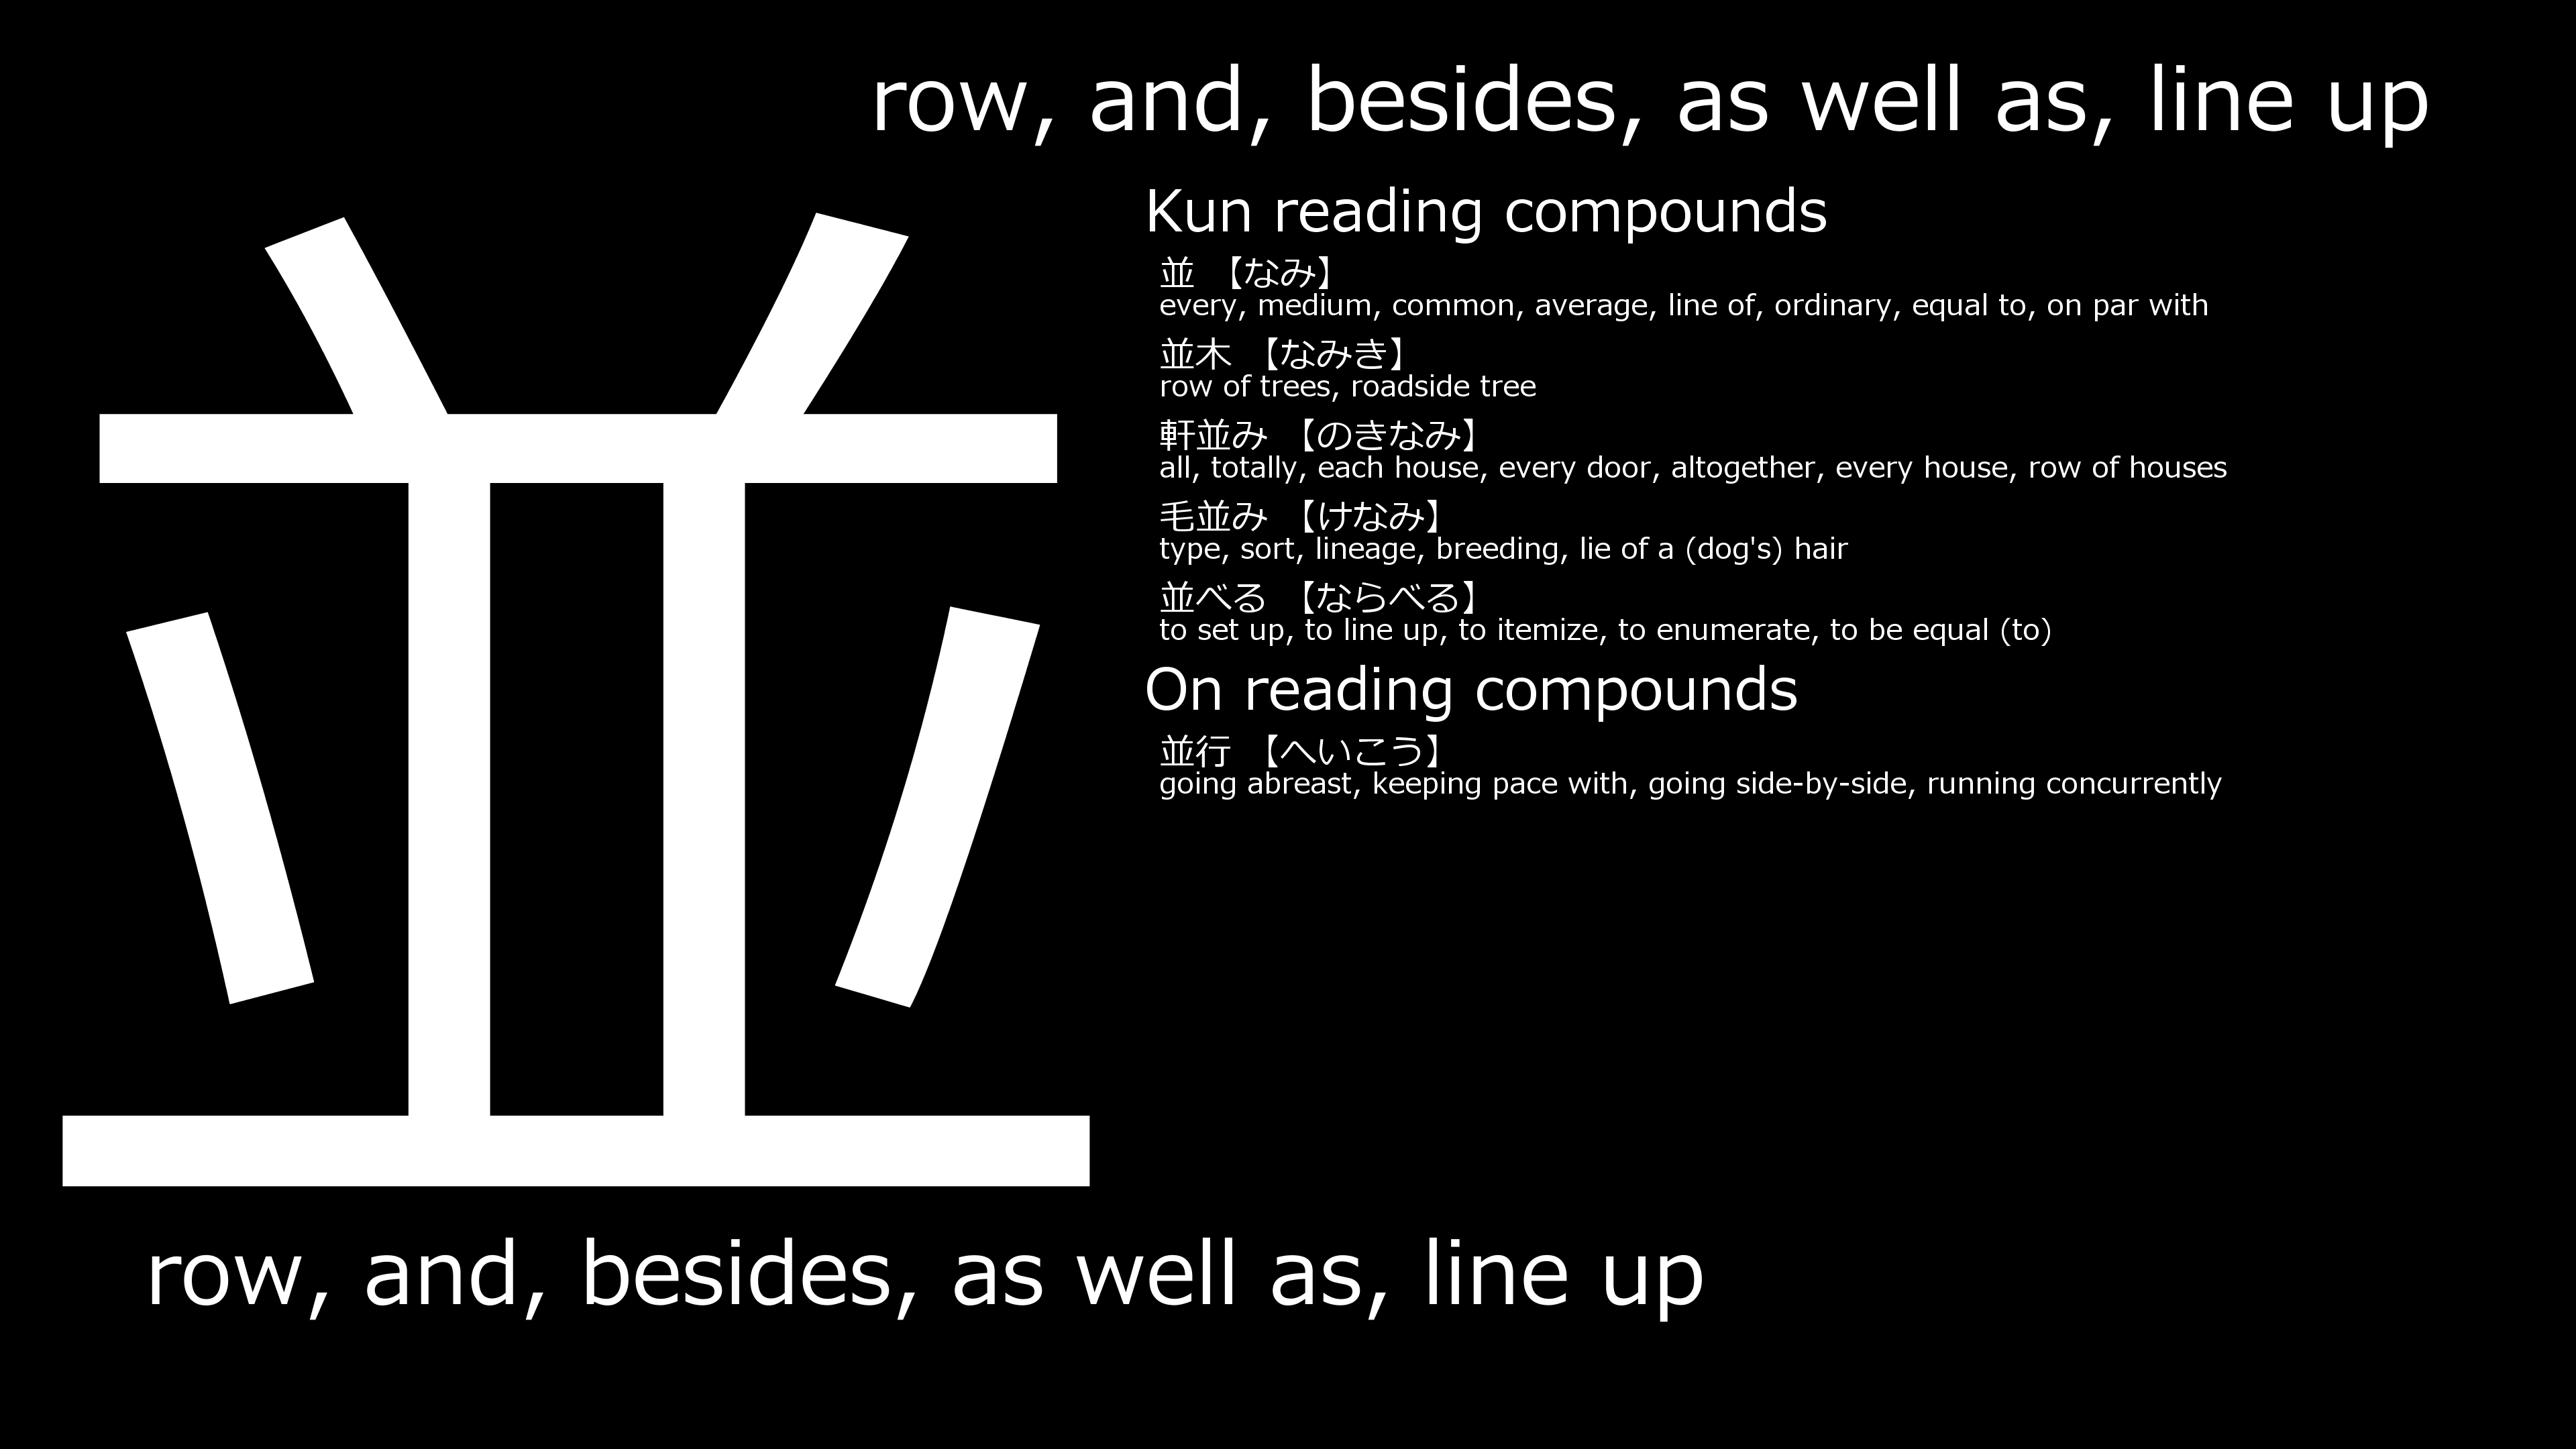 row, and, besides, as well as, line up
並
Kun reading compounds
並 【なみ】
every, medium, common, average, line of, ordinary, equal to, on par with
並木 【なみき】
row of trees, roadside tree
軒並み 【のきなみ】
all, totally, each house, every door, altogether, every house, row of houses
毛並み 【けなみ】
type, sort, lineage, breeding, lie of a (dog's) hair
並べる 【ならべる】
to set up, to line up, to itemize, to enumerate, to be equal (to)
On reading compounds
並行 【へいこう】
going abreast, keeping pace with, going side-by-side, running concurrently
row, and, besides, as well as, line up